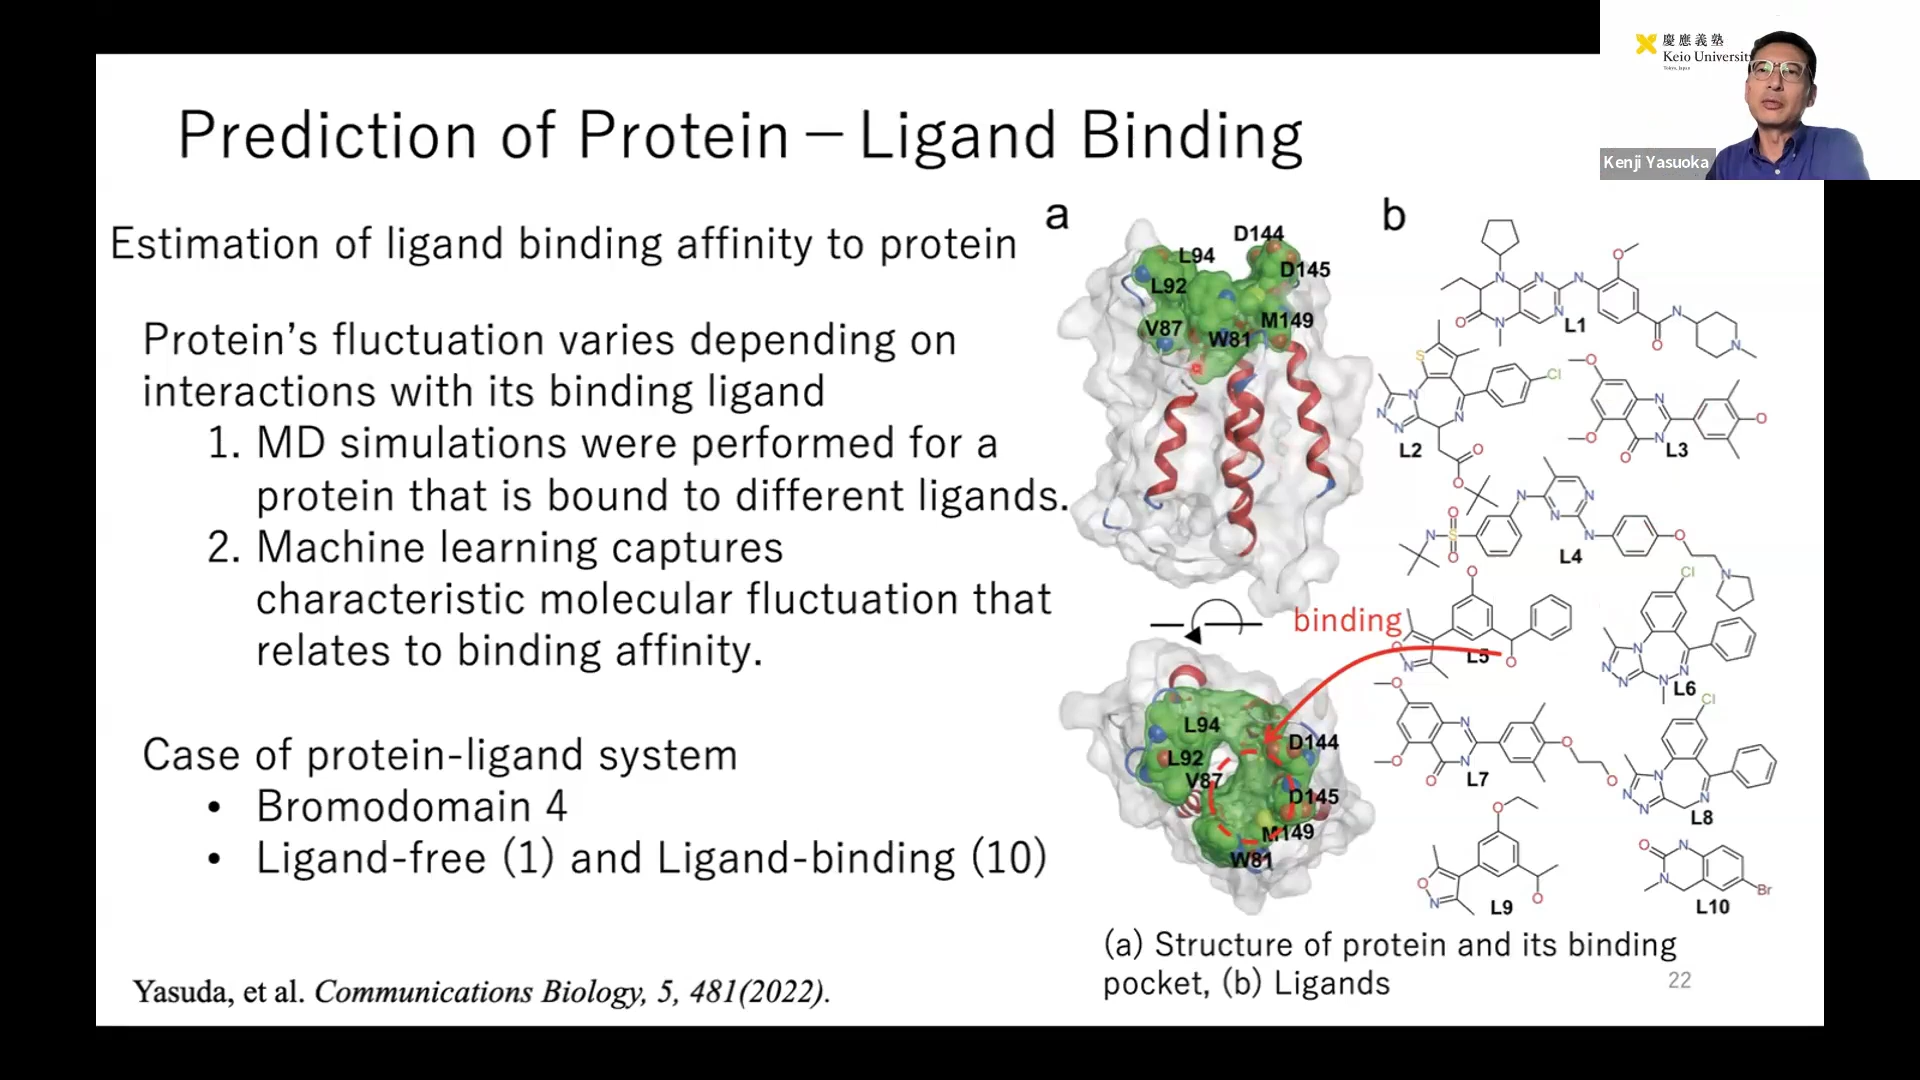 慶應義塾
Keio University
Tokyo, Japan
Kenji Yasuoka
Prediction of Protein – Ligand Binding
Estimation of ligand binding affinity to protein
Protein’s fluctuation varies depending on
interactions with its binding ligand
1. MD simulations were performed for a
protein that is bound to different ligands.
2. Machine learning captures
characteristic molecular fluctuation that
relates to binding affinity.
Case of protein-ligand system
• Bromodomain 4
• Ligand-free (1) and Ligand-binding (10)
Yasuda, et al. Communications Biology, 5, 481(2022).
a
D144
L94
D145
L92
M149
V87
W81
binding
L94
D144
L92
V87
D145
M149
W81
b
L1
L2
L3
L4
L5
L6
L7
L8
L9
L10
(a) Structure of protein and its binding
pocket, (b) Ligands
22